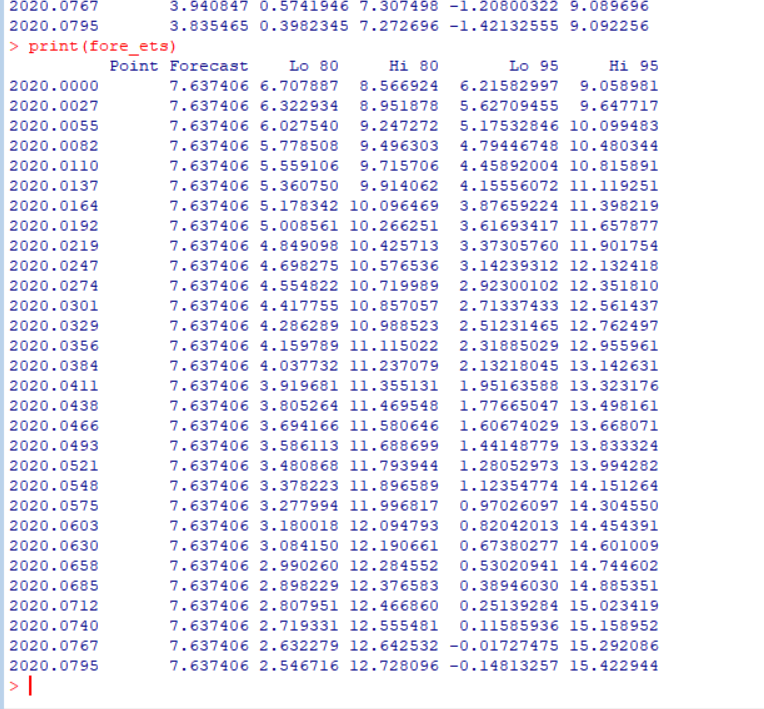 2020.0767 3.940847 0.5741946 7.307498 -1.20800322 9.089696
2020.0795 3.835465 0.3982345 7.272696 -1.42132555 9.092256
> print(fore_ets)
Point Forecast Lo 80 Hi 80 Lo 95 Hi 95
2020.0000 7.637406 6.707887 8.566924 6.21582997 9.058981
2020.0027 7.637406 6.322934 8.951878 5.62709455 9.647717
2020.0055 7.637406 6.027540 9.247272 5.17532846 10.099483
2020.0082 7.637406 5.778508 9.496303 4.79446748 10.480344
2020.0110 7.637406 5.559106 9.715706 4.45892004 10.815891
2020.0137 7.637406 5.360750 9.914062 4.15556072 11.119251
2020.0164 7.637406 5.178342 10.096469 3.87659224 11.398219
2020.0192 7.637406 5.008561 10.266251 3.61693417 11.657877
2020.0219 7.637406 4.849098 10.425713 3.37305760 11.901754
2020.0247 7.637406 4.698275 10.576536 3.14239312 12.132418
2020.0274 7.637406 4.554822 10.719989 2.92300102 12.351810
2020.0301 7.637406 4.417755 10.857057 2.71337433 12.561437
2020.0329 7.637406 4.286289 10.988523 2.51231465 12.762497
2020.0356 7.637406 4.159789 11.115022 2.31885029 12.955961
2020.0384 7.637406 4.037732 11.237079 2.13218045 13.142631
2020.0411 7.637406 3.919681 11.355131 1.95163588 13.323176
2020.0438 7.637406 3.805264 11.469548 1.77665047 13.498161
2020.0466 7.637406 3.694166 11.580646 1.60674029 13.668071
2020.0493 7.637406 3.586113 11.688699 1.44148779 13.833324
2020.0521 7.637406 3.480868 11.793944 1.28052973 13.994282
2020.0548 7.637406 3.378223 11.896589 1.12354774 14.151264
2020.0575 7.637406 3.277994 11.996817 0.97026097 14.304550
2020.0603 7.637406 3.180018 12.094793 0.82042013 14.454391
2020.0630 7.637406 3.084150 12.190661 0.67380277 14.601009
2020.0658 7.637406 2.990260 12.284552 0.53020941 14.744602
2020.0685 7.637406 2.898229 12.376583 0.38946030 14.885351
2020.0712 7.637406 2.807951 12.466860 0.25139284 15.023419
2020.0740 7.637406 2.719331 12.555481 0.11585936 15.158952
2020.0767 7.637406 2.632279 12.642532 -0.01727475 15.292086
2020.0795 7.637406 2.546716 12.728096 -0.14813257 15.422944
>